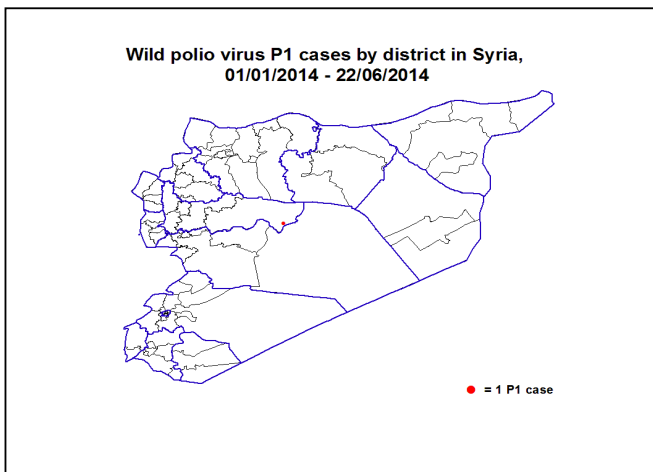 Wild polio virus P1 cases by district in Syria,
01/01/2014 - 22/06/2014
= 1 P1 case